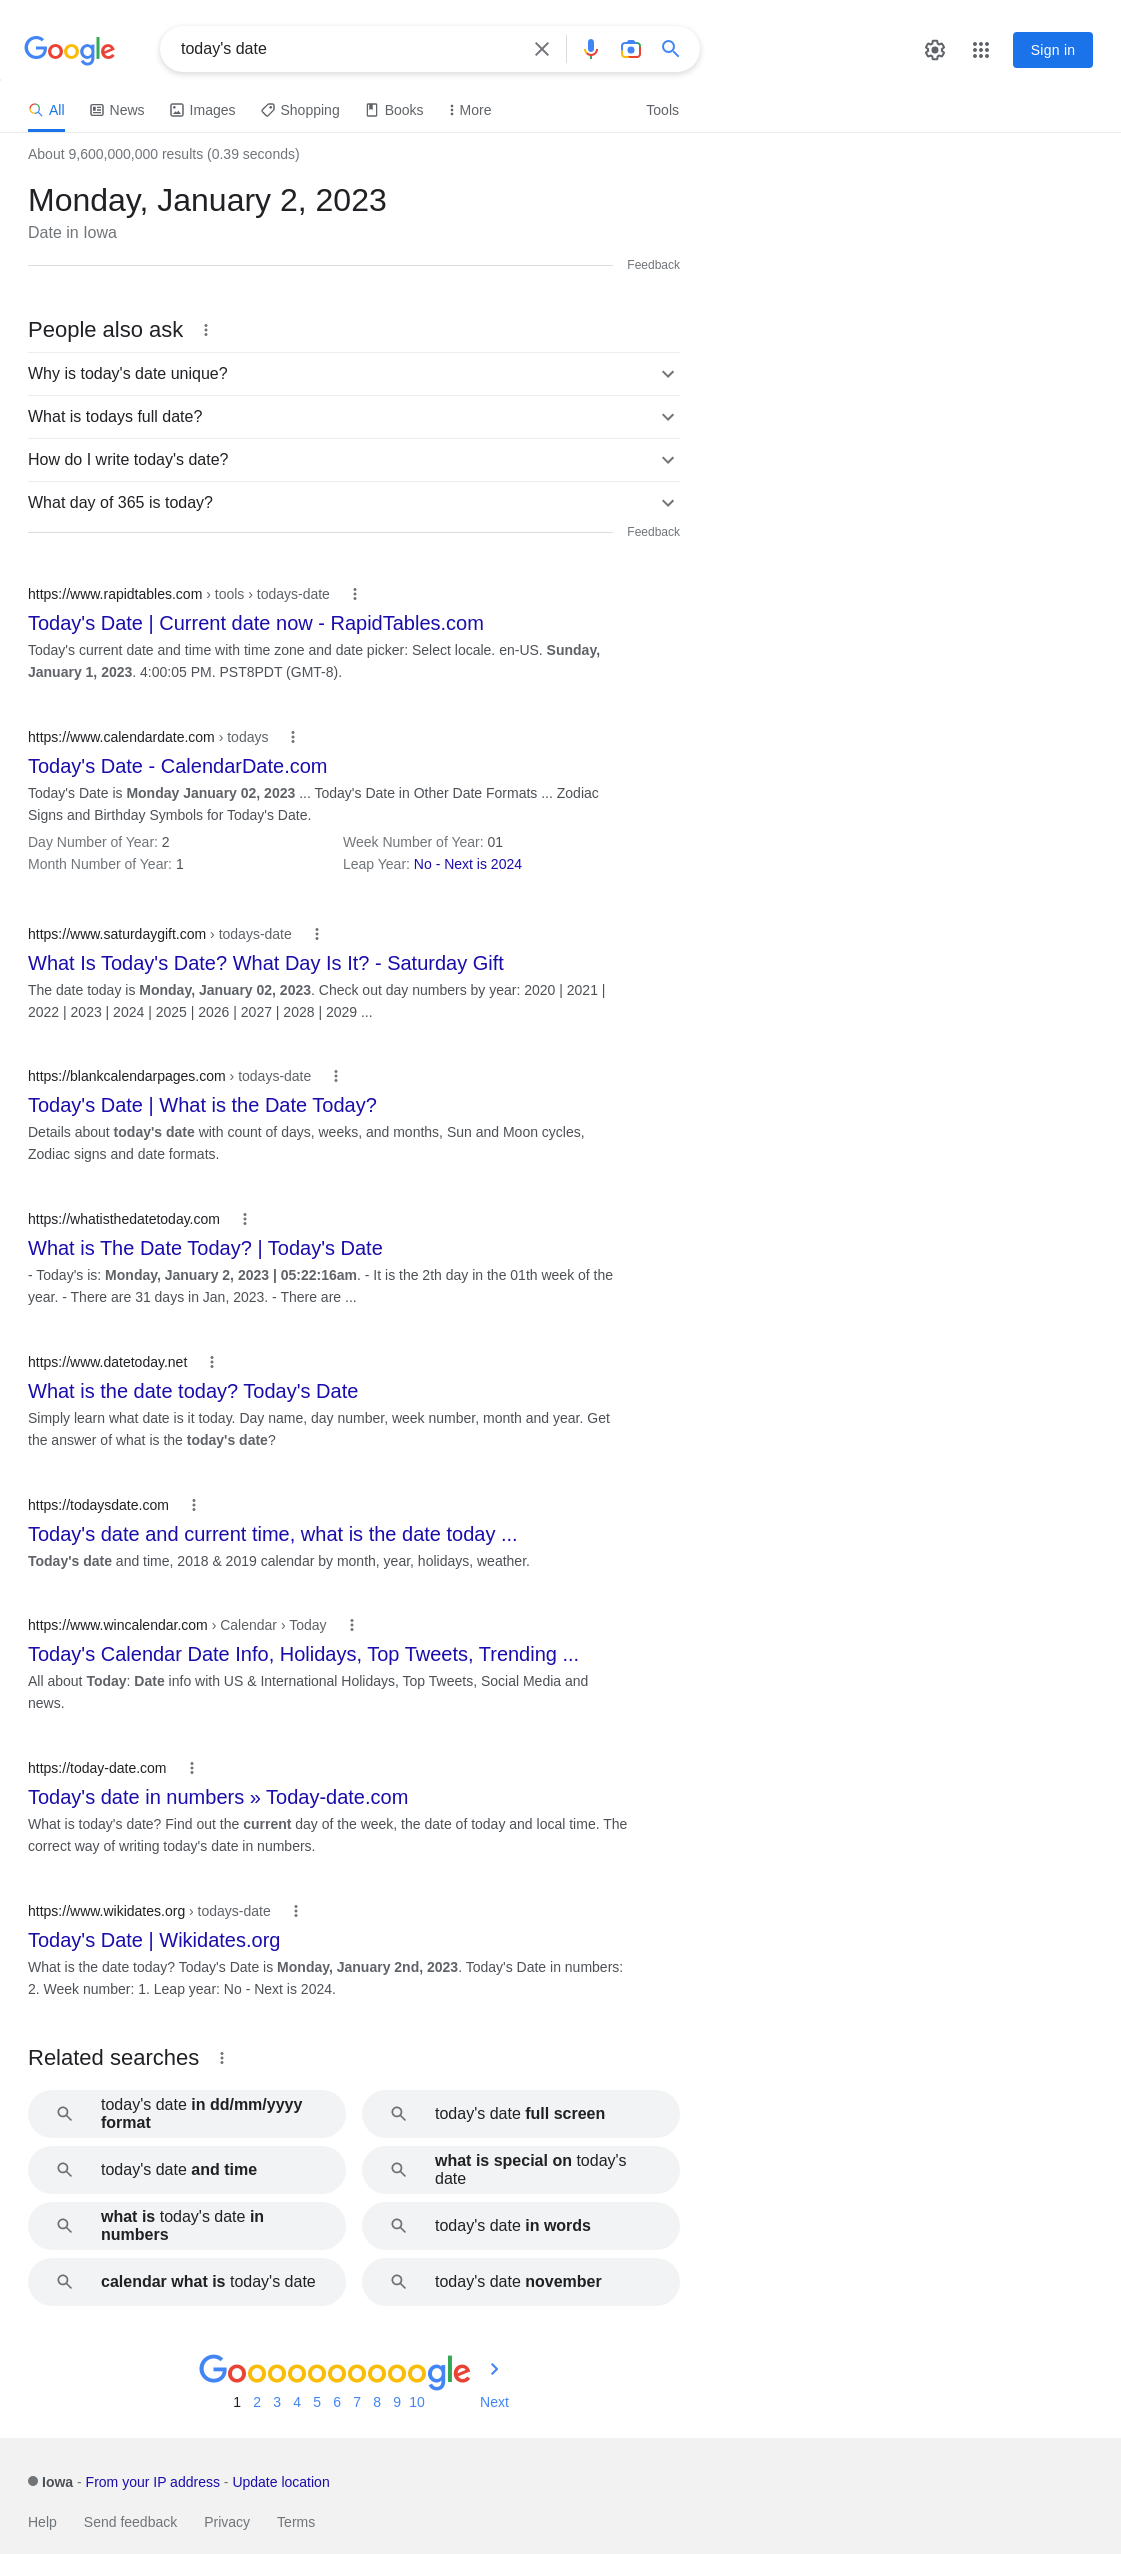 Google
today's date
Sign in
All
News
Images
Shopping
Books
More
Tools
About 9,600,000,000 results (0.39 seconds)
Monday, January 2, 2023
Date in Iowa
Feedback
People also ask
Why is today's date unique?
What is todays full date?
How do I write today's date?
What day of 365 is today?
Feedback
https://www.rapidtables.com › tools › todays-date
Today's Date | Current date now - RapidTables.com
Today's current date and time with time zone and date picker: Select locale. en-US. Sunday,
January 1, 2023. 4:00:05 PM. PST8PDT (GMT-8).
https://www.calendardate.com › todays
Today's Date - CalendarDate.com
Today's Date is Monday January 02, 2023 ... Today's Date in Other Date Formats ... Zodiac
Signs and Birthday Symbols for Today's Date.
Day Number of Year: 2
Week Number of Year: 01
Month Number of Year: 1
Leap Year: No - Next is 2024
https://www.saturdaygift.com › todays-date
What Is Today's Date? What Day Is It? - Saturday Gift
The date today is Monday, January 02, 2023. Check out day numbers by year: 2020 | 2021 |
2022 | 2023 | 2024 | 2025 | 2026 | 2027 | 2028 | 2029 ...
https://blankcalendarpages.com › todays-date
Today's Date | What is the Date Today?
Details about today's date with count of days, weeks, and months, Sun and Moon cycles,
Zodiac signs and date formats.
https://whatisthedatetoday.com
What is The Date Today? | Today's Date
- Today's is: Monday, January 2, 2023 | 05:22:16am. - It is the 2th day in the 01th week of the
year. - There are 31 days in Jan, 2023. - There are ...
https://www.datetoday.net
What is the date today? Today's Date
Simply learn what date is it today. Day name, day number, week number, month and year. Get
the answer of what is the today's date?
https://todaysdate.com
Today's date and current time, what is the date today ...
Today's date and time, 2018 & 2019 calendar by month, year, holidays, weather.
https://www.wincalendar.com › Calendar › Today
Today's Calendar Date Info, Holidays, Top Tweets, Trending ...
All about Today: Date info with US & International Holidays, Top Tweets, Social Media and
news.
https://today-date.com
Today's date in numbers » Today-date.com
What is today's date? Find out the current day of the week, the date of today and local time. The
correct way of writing today's date in numbers.
https://www.wikidates.org › todays-date
Today's Date | Wikidates.org
What is the date today? Today's Date is Monday, January 2nd, 2023. Today's Date in numbers:
2. Week number: 1. Leap year: No - Next is 2024.
Related searches
today's date in dd/mm/yyyy
format
today's date full screen
today's date and time
what is special on today's
date
what is today's date in
numbers
today's date in words
calendar what is today's date
today's date november
Goooooooooogle
1 2 3 4 5 6 7 8 9 10 Next
Iowa - From your IP address - Update location
Help
Send feedback
Privacy
Terms